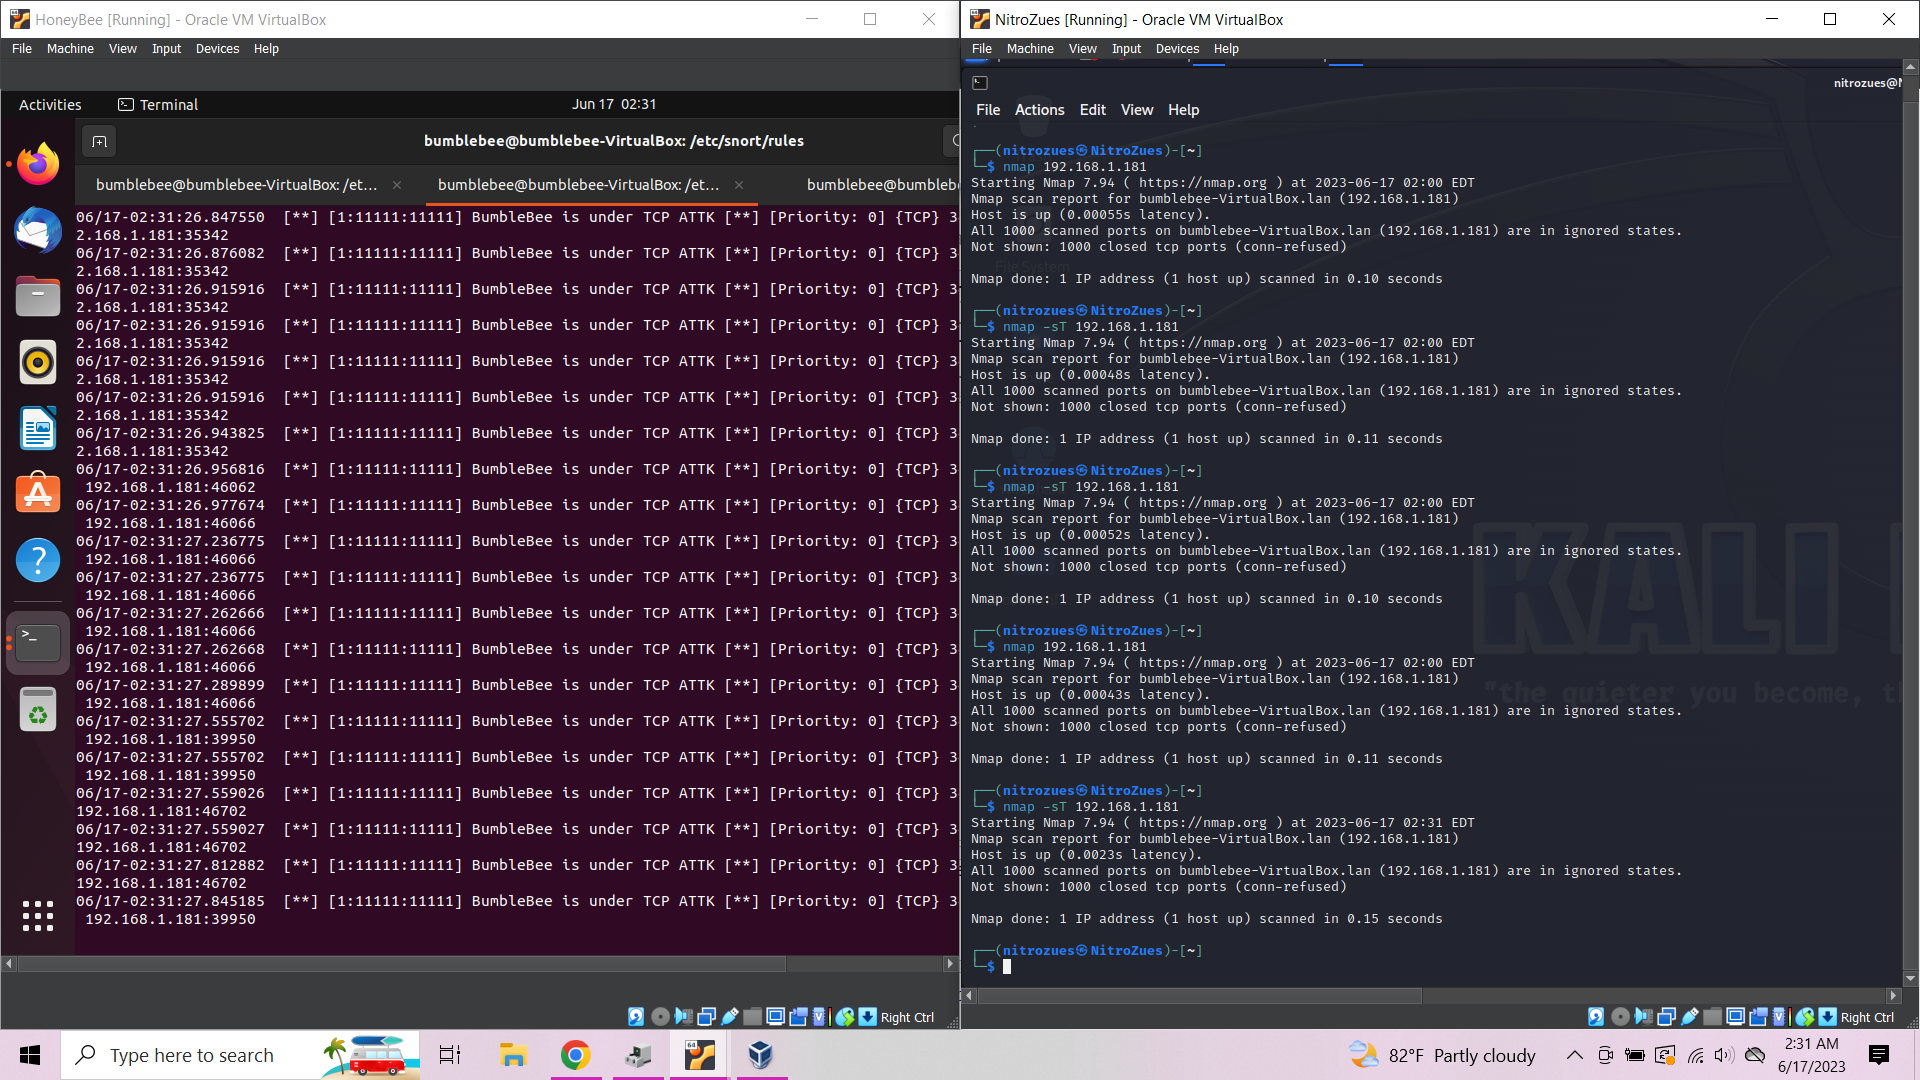 HoneyBee [Running] - Oracle VM VirtualBox
File Machine View Input Devices Help
Activities Terminal Jun 17 02:31
bumblebee@bumblebee-VirtualBox: /etc/snort/rules
bumblebee@bumblebee-VirtualBox: /et... × bumblebee@bumblebee-VirtualBox: /et... × bumblebee@bumbleb
06/17-02:31:26.847550 [**] [1:11111:11111] BumbleBee is under TCP ATTK [**] [Priority: 0] {TCP} 3
2.168.1.181:35342
06/17-02:31:26.876082 [**] [1:11111:11111] BumbleBee is under TCP ATTK [**] [Priority: 0] {TCP} 3
2.168.1.181:35342
06/17-02:31:26.915916 [**] [1:11111:11111] BumbleBee is under TCP ATTK [**] [Priority: 0] {TCP} 3
2.168.1.181:35342
06/17-02:31:26.915916 [**] [1:11111:11111] BumbleBee is under TCP ATTK [**] [Priority: 0] {TCP} 3
2.168.1.181:35342
06/17-02:31:26.915916 [**] [1:11111:11111] BumbleBee is under TCP ATTK [**] [Priority: 0] {TCP} 3
2.168.1.181:35342
06/17-02:31:26.915916 [**] [1:11111:11111] BumbleBee is under TCP ATTK [**] [Priority: 0] {TCP} 3
2.168.1.181:35342
06/17-02:31:26.943825 [**] [1:11111:11111] BumbleBee is under TCP ATTK [**] [Priority: 0] {TCP} 3
2.168.1.181:35342
06/17-02:31:26.956816 [**] [1:11111:11111] BumbleBee is under TCP ATTK [**] [Priority: 0] {TCP} 3
192.168.1.181:46062
06/17-02:31:26.977674 [**] [1:11111:11111] BumbleBee is under TCP ATTK [**] [Priority: 0] {TCP} 3
192.168.1.181:46066
06/17-02:31:27.236775 [**] [1:11111:11111] BumbleBee is under TCP ATTK [**] [Priority: 0] {TCP} 3
192.168.1.181:46066
06/17-02:31:27.236775 [**] [1:11111:11111] BumbleBee is under TCP ATTK [**] [Priority: 0] {TCP} 3
192.168.1.181:46066
06/17-02:31:27.262666 [**] [1:11111:11111] BumbleBee is under TCP ATTK [**] [Priority: 0] {TCP} 3
192.168.1.181:46066
06/17-02:31:27.262668 [**] [1:11111:11111] BumbleBee is under TCP ATTK [**] [Priority: 0] {TCP} 3
192.168.1.181:46066
06/17-02:31:27.289899 [**] [1:11111:11111] BumbleBee is under TCP ATTK [**] [Priority: 0] {TCP} 3
192.168.1.181:46066
06/17-02:31:27.555702 [**] [1:11111:11111] BumbleBee is under TCP ATTK [**] [Priority: 0] {TCP} 3
192.168.1.181:39950
06/17-02:31:27.555702 [**] [1:11111:11111] BumbleBee is under TCP ATTK [**] [Priority: 0] {TCP} 3
192.168.1.181:39950
06/17-02:31:27.559026 [**] [1:11111:11111] BumbleBee is under TCP ATTK [**] [Priority: 0] {TCP} 3
192.168.1.181:46702
06/17-02:31:27.559027 [**] [1:11111:11111] BumbleBee is under TCP ATTK [**] [Priority: 0] {TCP} 3
192.168.1.181:46702
06/17-02:31:27.812882 [**] [1:11111:11111] BumbleBee is under TCP ATTK [**] [Priority: 0] {TCP} 3
192.168.1.181:46702
06/17-02:31:27.845185 [**] [1:11111:11111] BumbleBee is under TCP ATTK [**] [Priority: 0] {TCP} 3
192.168.1.181:39950
Right Ctrl
NitroZues [Running] - Oracle VM VirtualBox
File Machine View Input Devices Help
nitrozues@
File Actions Edit View Help
(nitrozues㉿NitroZues)-[~]
$ nmap 192.168.1.181
Starting Nmap 7.94 ( https://nmap.org ) at 2023-06-17 02:00 EDT
Nmap scan report for bumblebee-VirtualBox.lan (192.168.1.181)
Host is up (0.00055s latency).
All 1000 scanned ports on bumblebee-VirtualBox.lan (192.168.1.181) are in ignored states.
Not shown: 1000 closed tcp ports (conn-refused)
Nmap done: 1 IP address (1 host up) scanned in 0.10 seconds
(nitrozues㉿NitroZues)-[~]
$ nmap -sT 192.168.1.181
Starting Nmap 7.94 ( https://nmap.org ) at 2023-06-17 02:00 EDT
Nmap scan report for bumblebee-VirtualBox.lan (192.168.1.181)
Host is up (0.00048s latency).
All 1000 scanned ports on bumblebee-VirtualBox.lan (192.168.1.181) are in ignored states.
Not shown: 1000 closed tcp ports (conn-refused)
Nmap done: 1 IP address (1 host up) scanned in 0.11 seconds
(nitrozues㉿NitroZues)-[~]
$ nmap -sT 192.168.1.181
Starting Nmap 7.94 ( https://nmap.org ) at 2023-06-17 02:00 EDT
Nmap scan report for bumblebee-VirtualBox.lan (192.168.1.181)
Host is up (0.00052s latency).
All 1000 scanned ports on bumblebee-VirtualBox.lan (192.168.1.181) are in ignored states.
Not shown: 1000 closed tcp ports (conn-refused)
Nmap done: 1 IP address (1 host up) scanned in 0.10 seconds
(nitrozues㉿NitroZues)-[~]
$ nmap 192.168.1.181
Starting Nmap 7.94 ( https://nmap.org ) at 2023-06-17 02:00 EDT
Nmap scan report for bumblebee-VirtualBox.lan (192.168.1.181)
Host is up (0.00043s latency).
All 1000 scanned ports on bumblebee-VirtualBox.lan (192.168.1.181) are in ignored states.
Not shown: 1000 closed tcp ports (conn-refused)
Nmap done: 1 IP address (1 host up) scanned in 0.11 seconds
(nitrozues㉿NitroZues)-[~]
$ nmap -sT 192.168.1.181
Starting Nmap 7.94 ( https://nmap.org ) at 2023-06-17 02:31 EDT
Nmap scan report for bumblebee-VirtualBox.lan (192.168.1.181)
Host is up (0.0023s latency).
All 1000 scanned ports on bumblebee-VirtualBox.lan (192.168.1.181) are in ignored states.
Not shown: 1000 closed tcp ports (conn-refused)
Nmap done: 1 IP address (1 host up) scanned in 0.15 seconds
(nitrozues㉿NitroZues)-[~]
$
KALI
"the quieter you become, th
Right Ctrl
Type here to search
82°F Partly cloudy
2:31 AM
6/17/2023